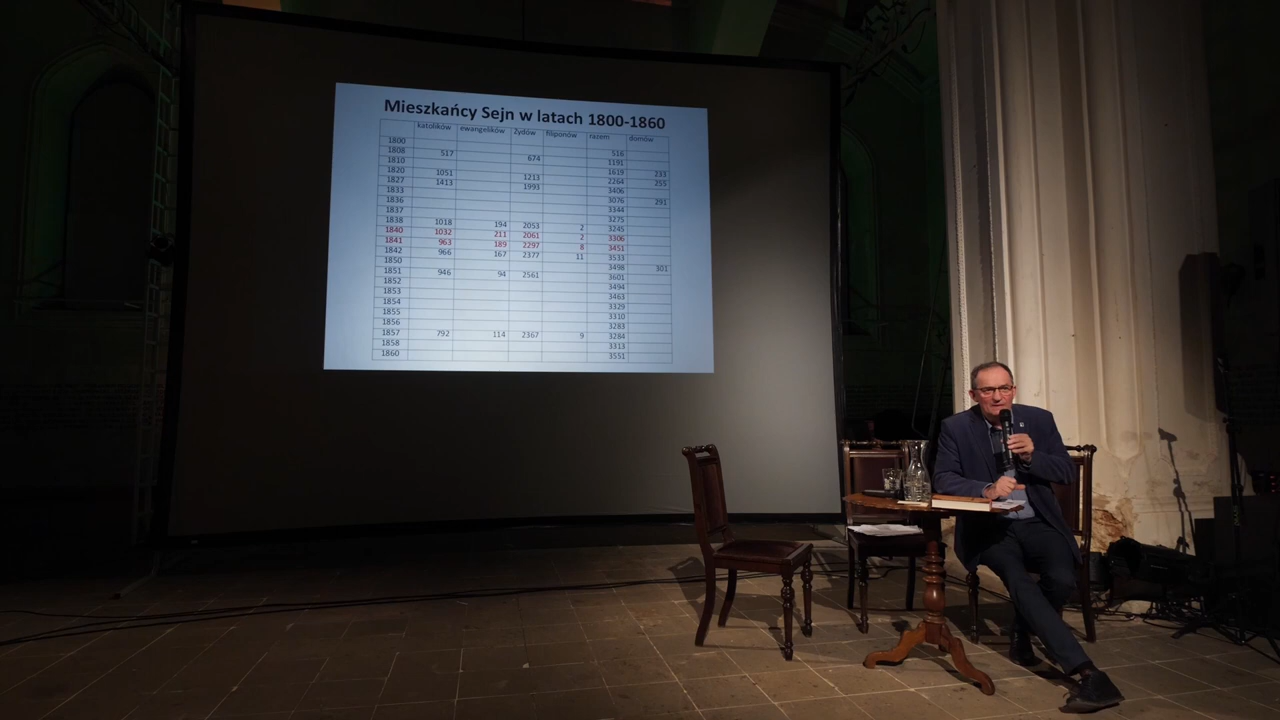 Mieszkańcy Sejn w latach 1800-1860
katolików ewangelików Żydów filiponów razem domów
1800 516
1808 517 674 1191
1810 1619 233
1820 1051 1213 2264 255
1827 1413 1993 3406
1833 3076 291
1836 3344
1837 3275
1838 1018 194 2053 2 3245
1840 1032 211 2061 2 3306
1841 963 189 2297 8 3451
1842 966 167 2377 11 3533
1850 3498 301
1851 946 94 2561 3601
1852 3494
1853 3463
1854 3329
1855 3310
1856 3283
1857 792 114 2367 9 3284
1858 3313
1860 3551